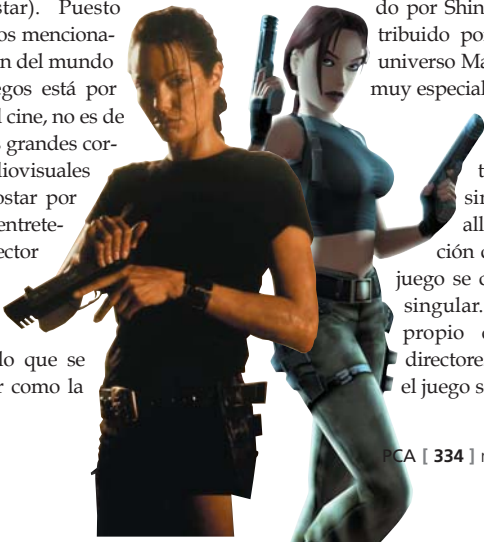 star). Puesto
os menciona-
n del mundo
egos está por
l cine, no es de
s grandes cor-
diovisuales
ostar por
entrete-
ector
lo que se
r como la
do por Shin
tribuido por
universo Ma
muy especial
t
sin
all
ción d
juego se d
singular.
propio e
directore
el juego s
PCA [ 334 ] n